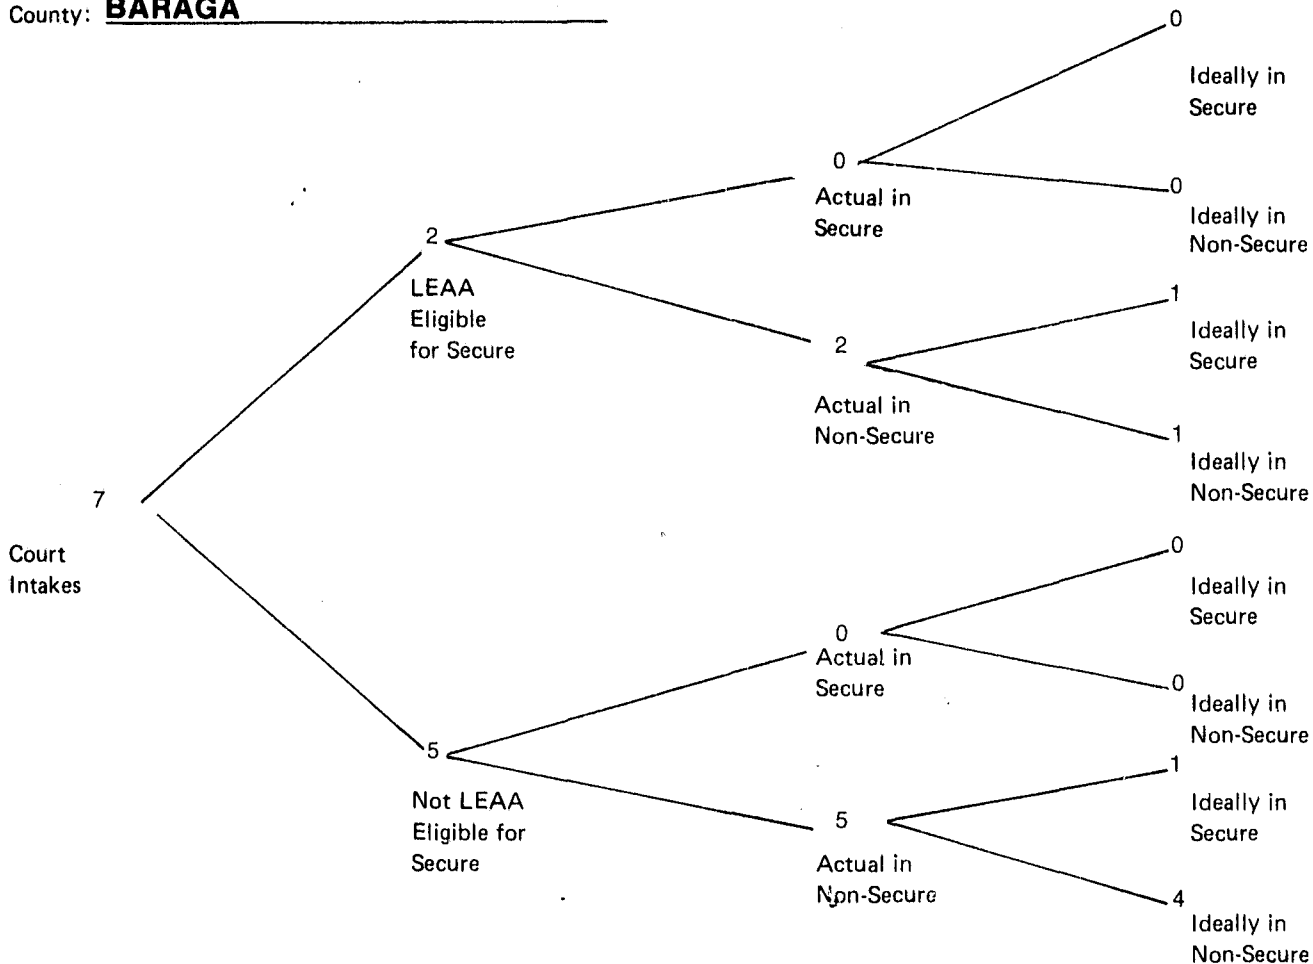 County: BARAGA
0
Ideally in
Secure
0
Actual in
Secure
0
Ideally in
Non-Secure
2
LEAA
Eligible
for Secure
1
Ideally in
Secure
2
Actual in
Non-Secure
1
Ideally in
Non-Secure
7
Court
Intakes
0
Ideally in
Secure
0
Actual in
Secure
0
Ideally in
Non-Secure
5
Not LEAA
Eligible for
Secure
1
Ideally in
Secure
5
Actual in
Non-Secure
4
Ideally in
Non-Secure